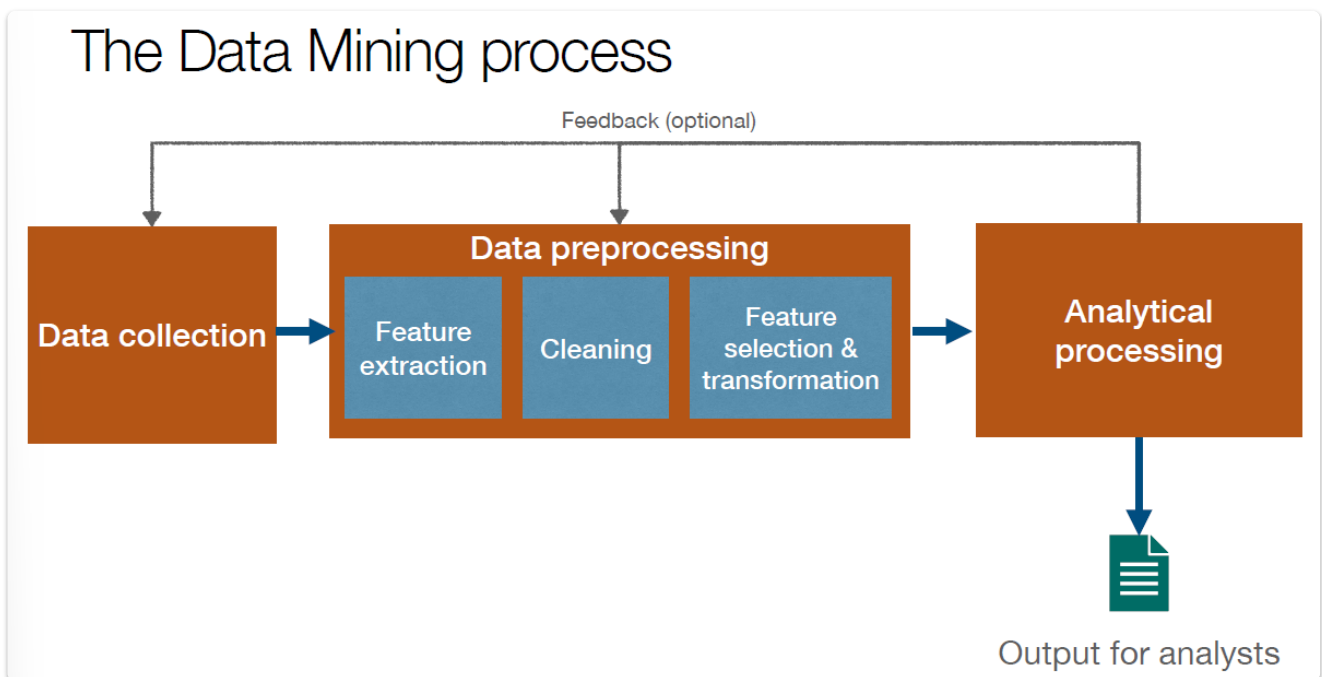 The Data Mining process
Feedback (optional)
Data collection
Data preprocessing
Feature
extraction
Cleaning
Feature
selection &
transformation
Analytical
processing
Output for analysts